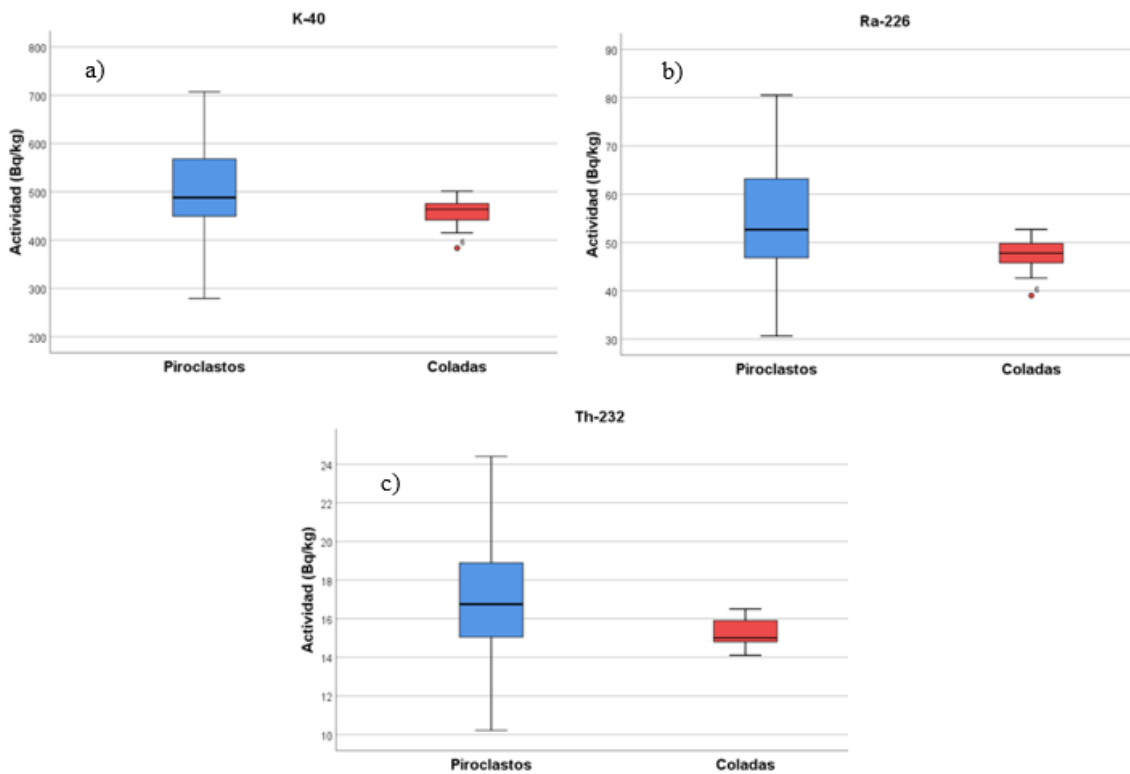 K-40
a)
Actividad (Bq/kg)
800
700
600
500
400
300
200
6
Piroclastos
Coladas
Ra-226
b)
Actividad (Bq/kg)
90
80
70
60
50
40
30
6
Piroclastos
Coladas
Th-232
c)
Actividad (Bq/kg)
24
22
20
18
16
14
12
10
Piroclastos
Coladas